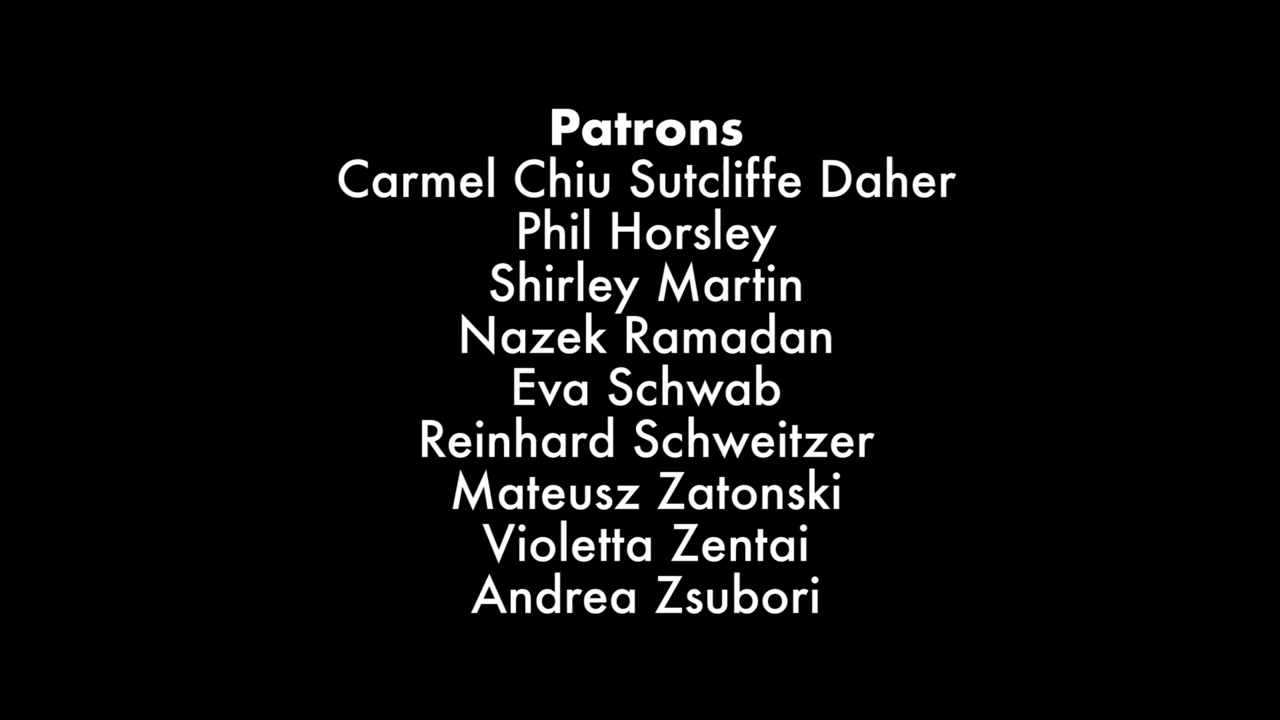 Patrons
Carmel Chiu Sutcliffe Daher
Phil Horsley
Shirley Martin
Nazek Ramadan
Eva Schwab
Reinhard Schweitzer
Mateusz Zatonski
Violetta Zentai
Andrea Zsubori